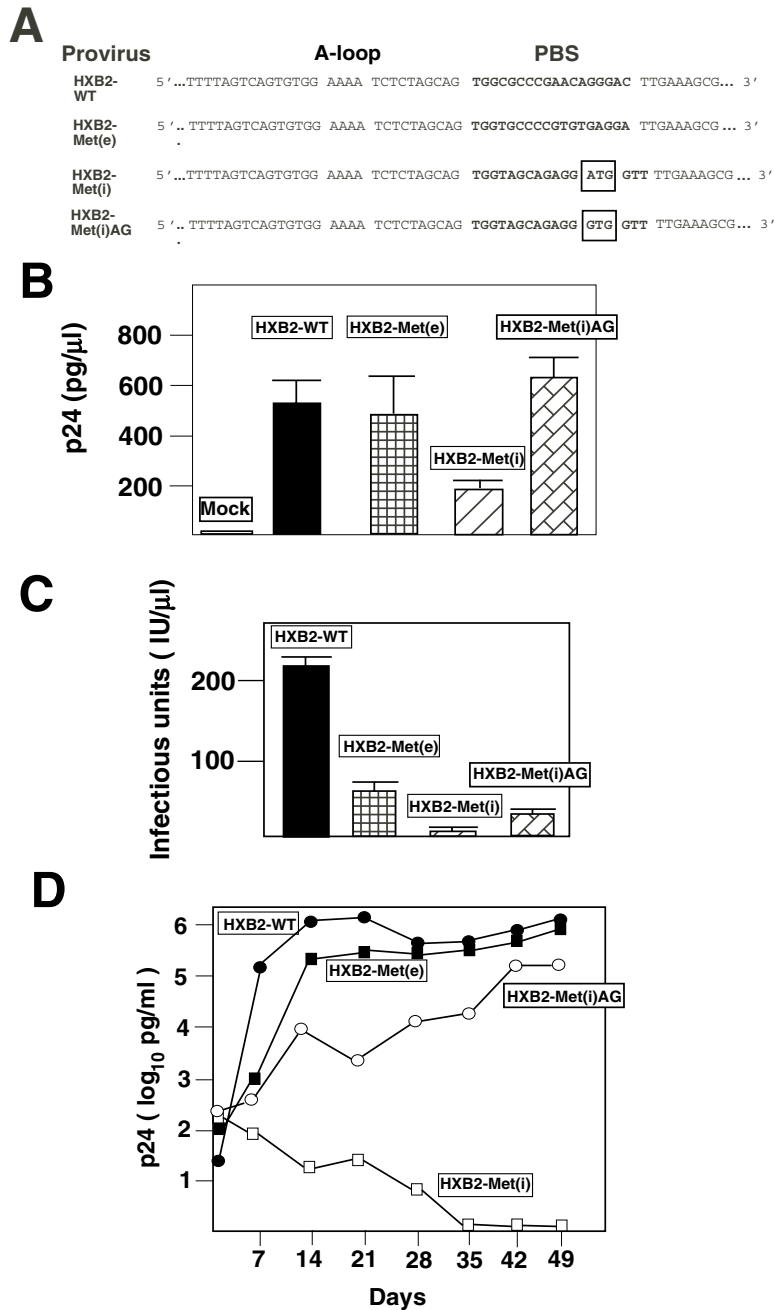 A
Provirus A-loop PBS
HXB2-WT 5'...TTTTAGTCAGTGTGG AAAA TCTCTAGCAG TGGCGCCCGAACAGGGAC TTGAAAGCG... 3'
HXB2-Met(e) 5'... TTTTAGTCAGTGTGG AAAA TCTCTAGCAG TGGTGCCCCGTGTGAGGA TTGAAAGCG... 3'
HXB2-Met(i) 5'...TTTTAGTCAGTGTGG AAAA TCTCTAGCAG TGGTAGCAGAGG ATG GTT TTGAAAGCG... 3'
HXB2-Met(i)AG 5'... TTTTAGTCAGTGTGG AAAA TCTCTAGCAG TGGTAGCAGAGG GTG GTT TTGAAAGCG... 3'
B
p24 (pg/µl)
800
600
400
200
Mock
HXB2-WT
HXB2-Met(e)
HXB2-Met(i)
HXB2-Met(i)AG
C
Infectious units ( IU/µl)
200
100
HXB2-WT
HXB2-Met(e)
HXB2-Met(i)
HXB2-Met(i)AG
D
p24 ( log10 pg/ml )
6
5
4
3
2
1
HXB2-WT
HXB2-Met(e)
HXB2-Met(i)AG
HXB2-Met(i)
7 14 21 28 35 42 49
Days